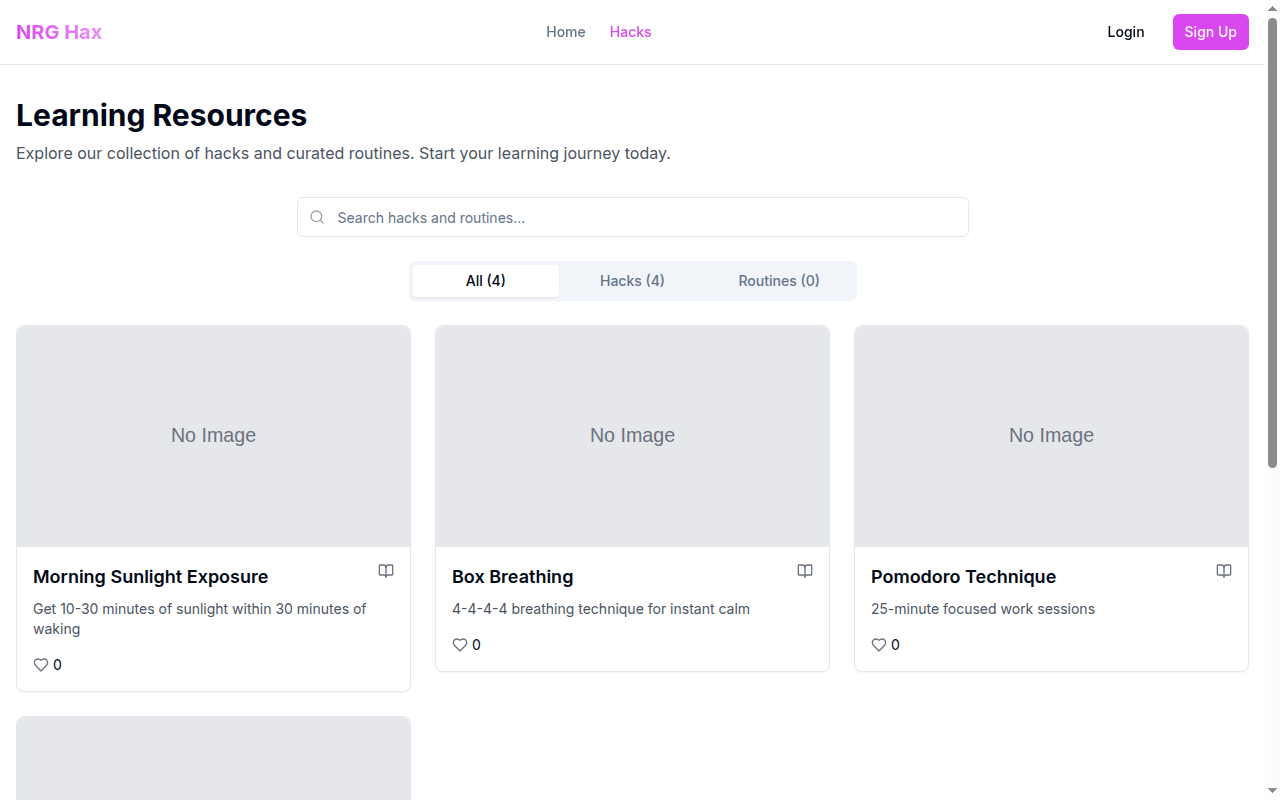 NRG Hax
Home
Hacks
Login
Sign Up
Learning Resources
Explore our collection of hacks and curated routines. Start your learning journey today.
Search hacks and routines...
All (4)
Hacks (4)
Routines (0)
No Image
No Image
No Image
Morning Sunlight Exposure
Get 10-30 minutes of sunlight within 30 minutes of
waking
0
Box Breathing
4-4-4-4 breathing technique for instant calm
0
Pomodoro Technique
25-minute focused work sessions
0